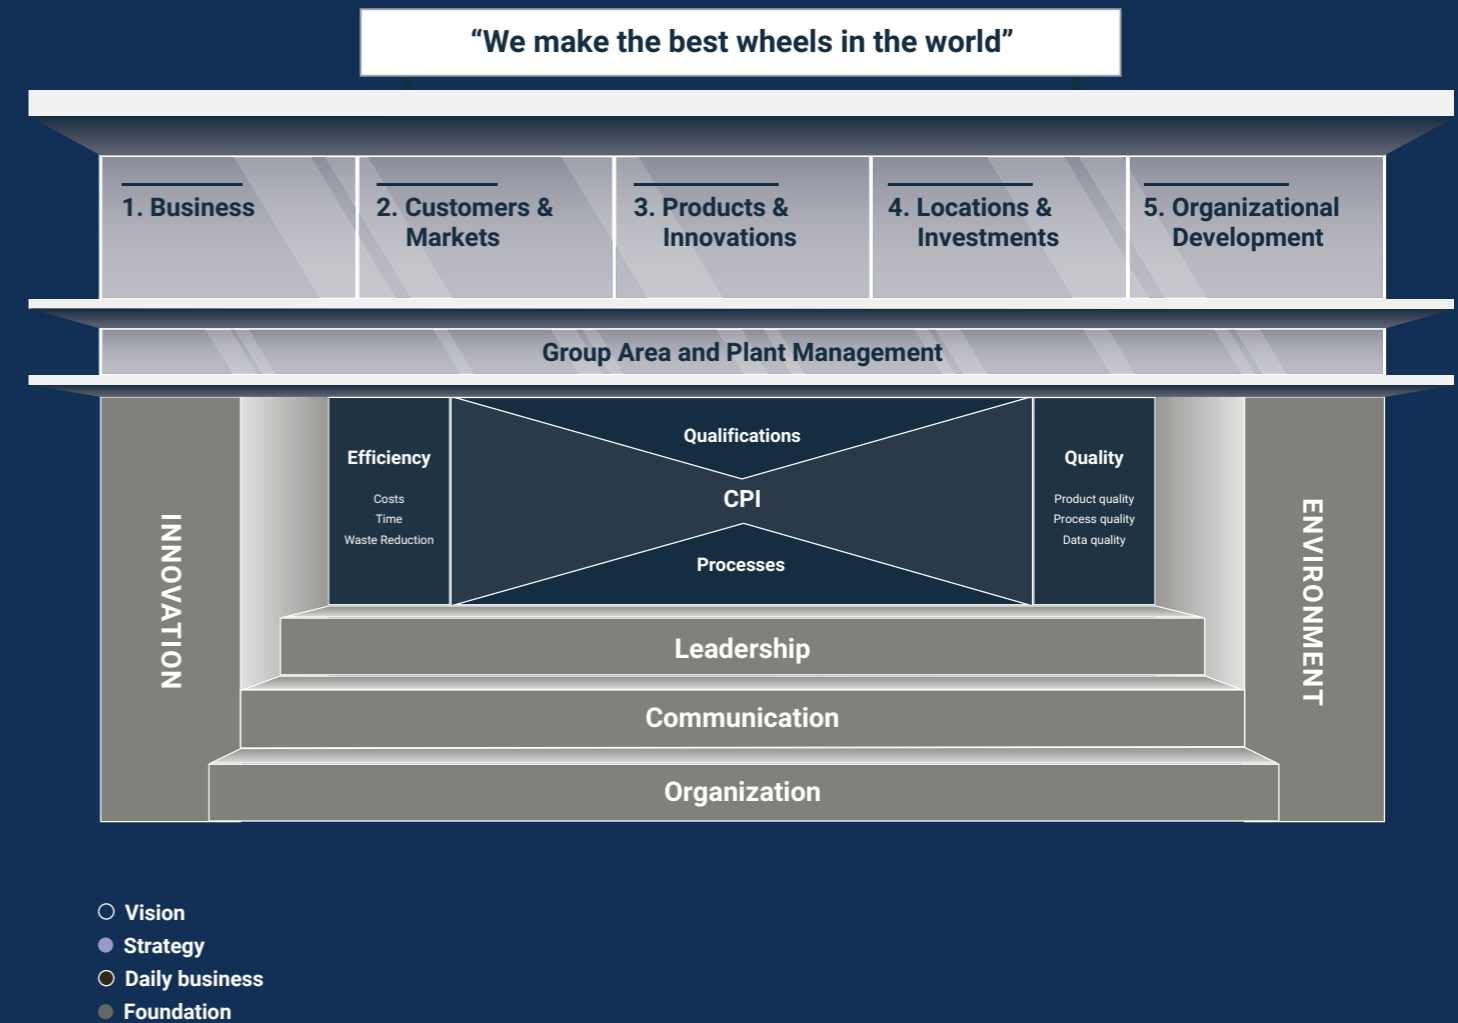 “We make the best wheels in the world”
1. Business
2. Customers &
Markets
3. Products &
Innovations
4. Locations &
Investments
5. Organizational
Development
Group Area and Plant Management
INNOVATION
Efficiency
Costs
Time
Waste Reduction
Qualifications
CPI
Processes
Quality
Product quality
Process quality
Data quality
ENVIRONMENT
Leadership
Communication
Organization
Vision
Strategy
Daily business
Foundation